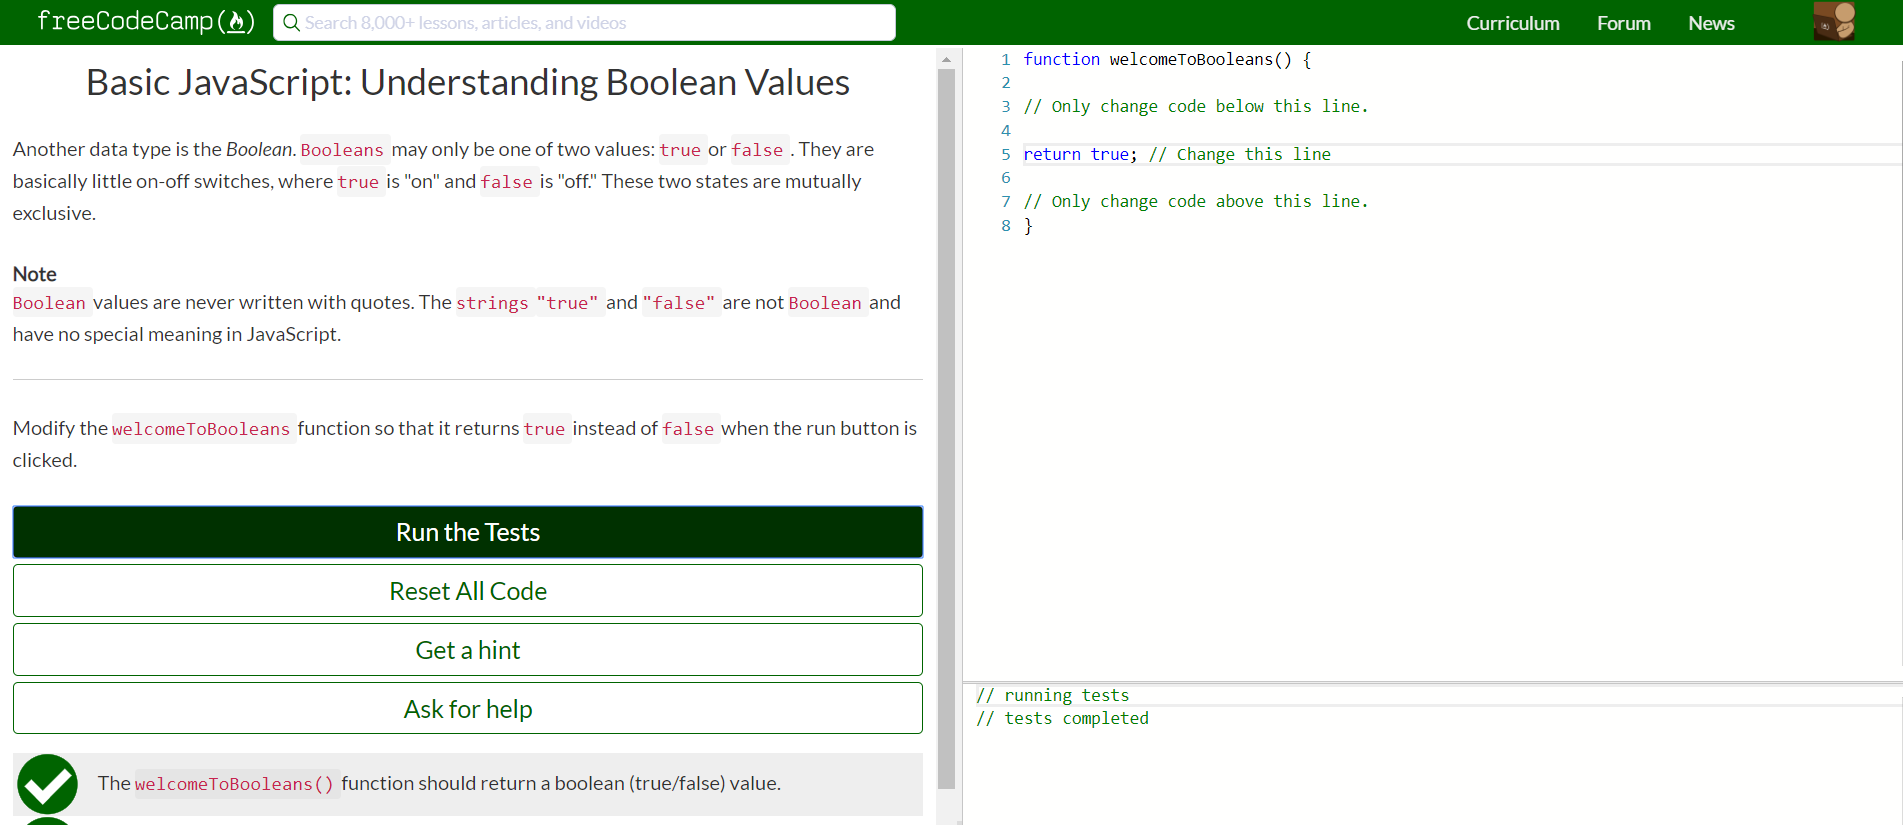 freeCodeCamp(🔥)
Search 8,000+ lessons, articles, and videos
Curriculum
Forum
News
Basic JavaScript: Understanding Boolean Values
Another data type is the Boolean. Booleans may only be one of two values: true or false . They are
basically little on-off switches, where true is "on" and false is "off." These two states are mutually
exclusive.
Note
Boolean values are never written with quotes. The strings "true" and "false" are not Boolean and
have no special meaning in JavaScript.
Modify the welcomeToBooleans function so that it returns true instead of false when the run button is
clicked.
Run the Tests
Reset All Code
Get a hint
Ask for help
The welcomeToBooleans() function should return a boolean (true/false) value.
1 function welcomeToBooleans() {
2
3 // Only change code below this line.
4
5 return true; // Change this line
6
7 // Only change code above this line.
8 }
// running tests
// tests completed